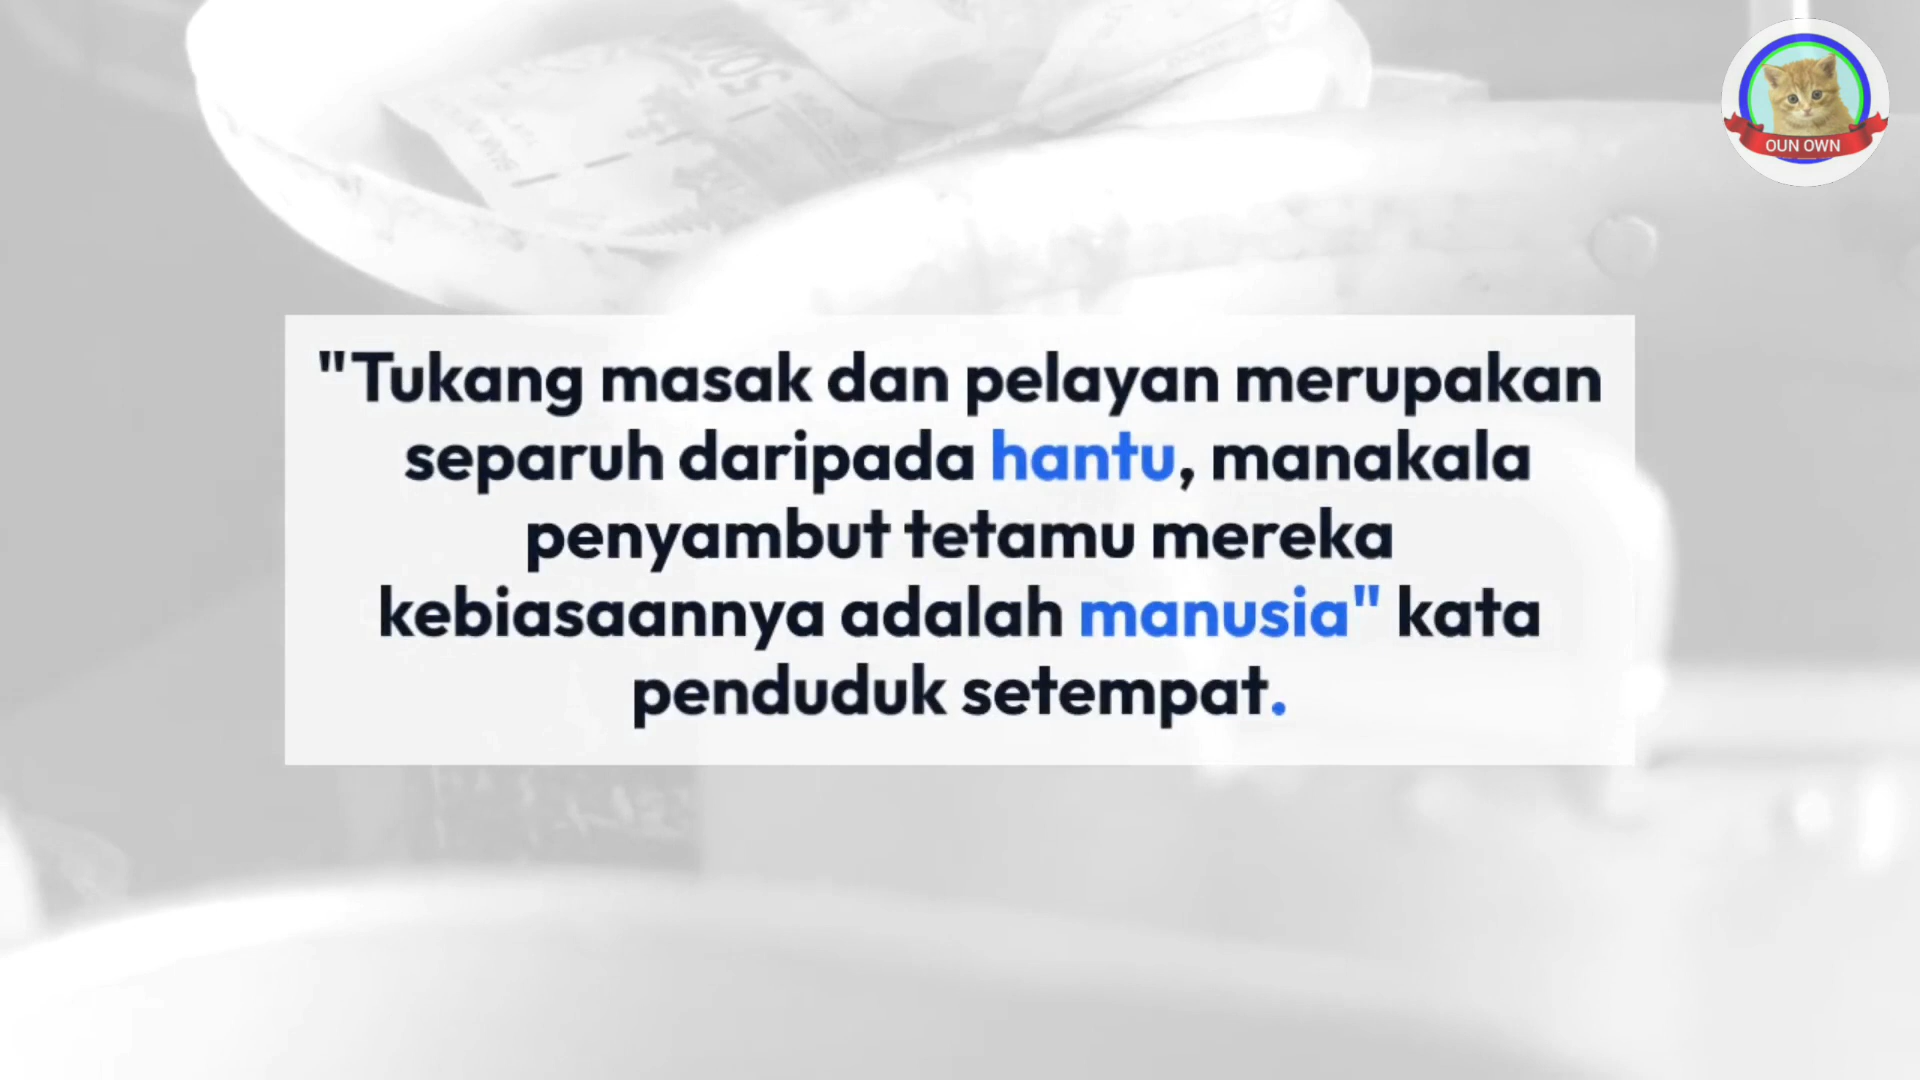 OUN OWN
"Tukang masak dan pelayan merupakan
separuh daripada hantu, manakala
penyambut tetamu mereka
kebiasaannya adalah manusia" kata
penduduk setempat.